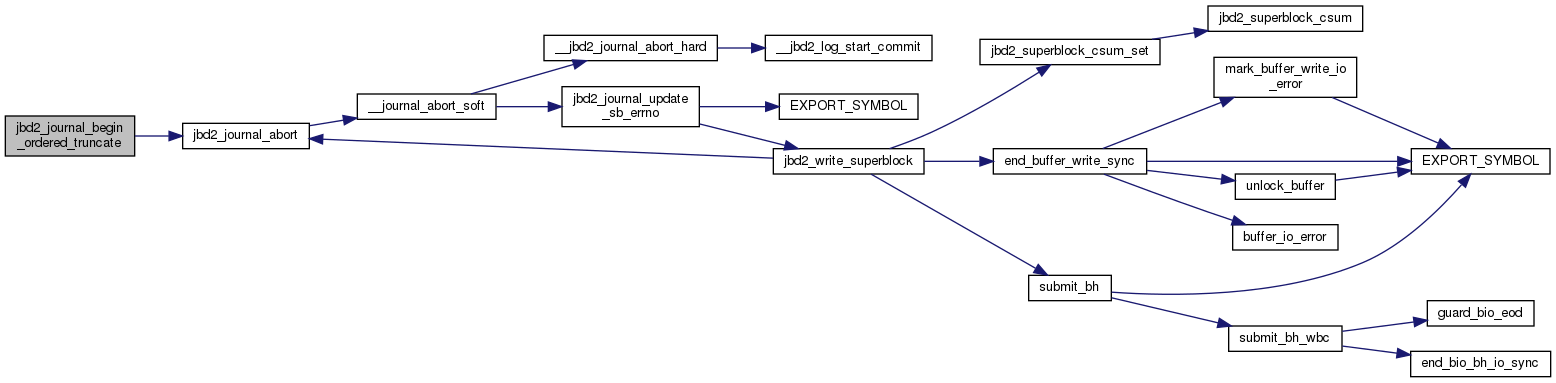 jbd2_journal_begin
_ordered_truncate
jbd2_journal_abort
__journal_abort_soft
__jbd2_journal_abort_hard
__jbd2_log_start_commit
jbd2_journal_update
_sb_errno
EXPORT_SYMBOL
jbd2_write_superblock
jbd2_superblock_csum_set
jbd2_superblock_csum
end_buffer_write_sync
mark_buffer_write_io
_error
EXPORT_SYMBOL
unlock_buffer
buffer_io_error
submit_bh
submit_bh_wbc
guard_bio_eod
end_bio_bh_io_sync